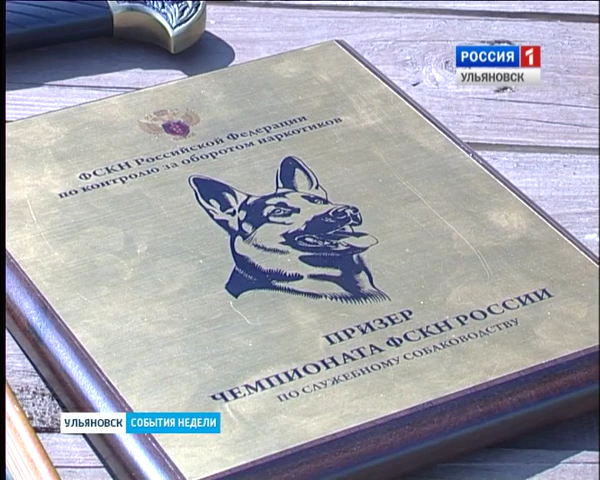 РОССИЯ 1
УЛЬЯНОВСК
ФСКН Российской Федерации
по контролю за оборотом наркотиков
ПРИЗЕР
ЧЕМПИОНАТА ФСКН РОССИИ
ПО СЛУЖЕБНОМУ СОБАКОВОДСТВУ
УЛЬЯНОВСК СОБЫТИЯ НЕДЕЛИ